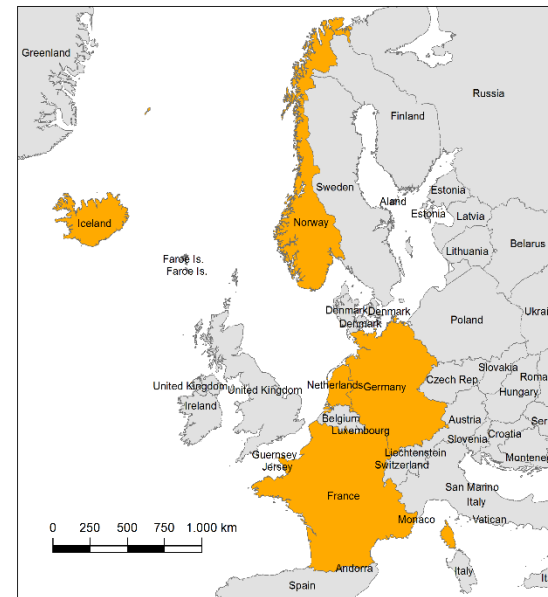 Greenland
Russia
Finland
Sweden
Aland
Estonia
Estonia
Iceland
Norway
Latvia
Belarus
Lithuania
Faroe Is.
Faroe Is.
Denmark
Denmark
Denmark
Poland
Ukrai
United Kingdom
United Kingdom
Netherlands
Germany
Czech Rep.
Slovakia
Roma
Hungary
Ireland
Belgium
Luxembourg
Austria
Slovenia
Croatia
Ser
Guernsey
Jersey
Liechtenstein
Switzerland
Montenegr
San Marino
Italy
France
Monaco
Vatican
0 250 500 750 1.000 km
Andorra
Spain
Italy
It